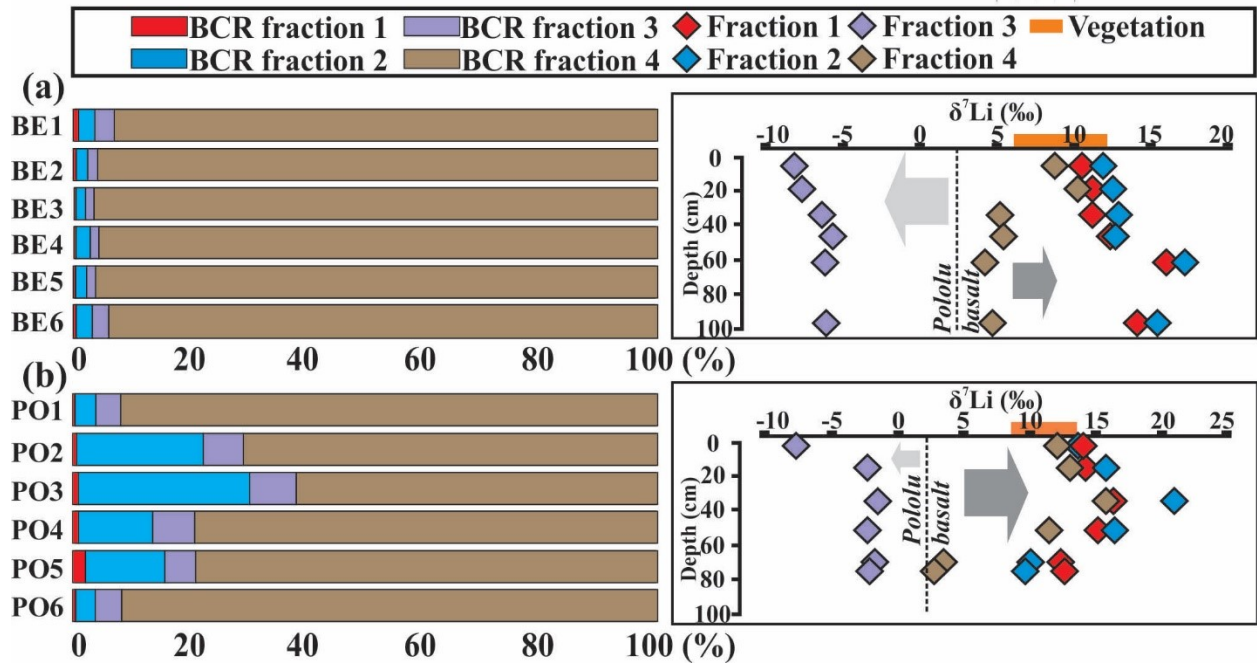 BCR fraction 1 BCR fraction 3 Fraction 1 Fraction 3 Vegetation
BCR fraction 2 BCR fraction 4 Fraction 2 Fraction 4
(a)
BE1
BE2
BE3
BE4
BE5
BE6
0 20 40 60 80 100 (%)
δ⁷Li (‰)
-10 -5 0 5 10 15 20
Depth (cm)
0
20
40
60
80
100
Pololu
basalt
(b)
PO1
PO2
PO3
PO4
PO5
PO6
0 20 40 60 80 100 (%)
δ⁷Li (‰)
-10 -5 0 5 10 15 20 25
Depth (cm)
0
20
40
60
80
100
Pololu
basalt